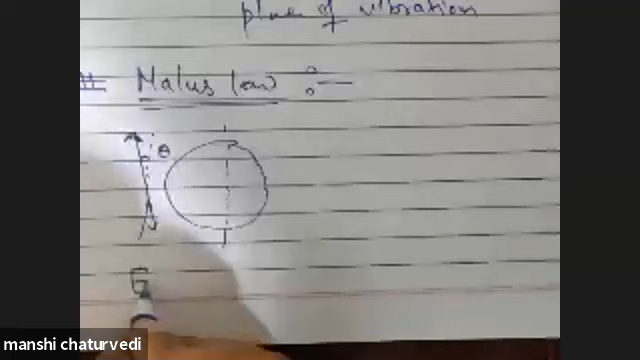 plane of vibration
Malus law :-
θ
manshi chaturvedi